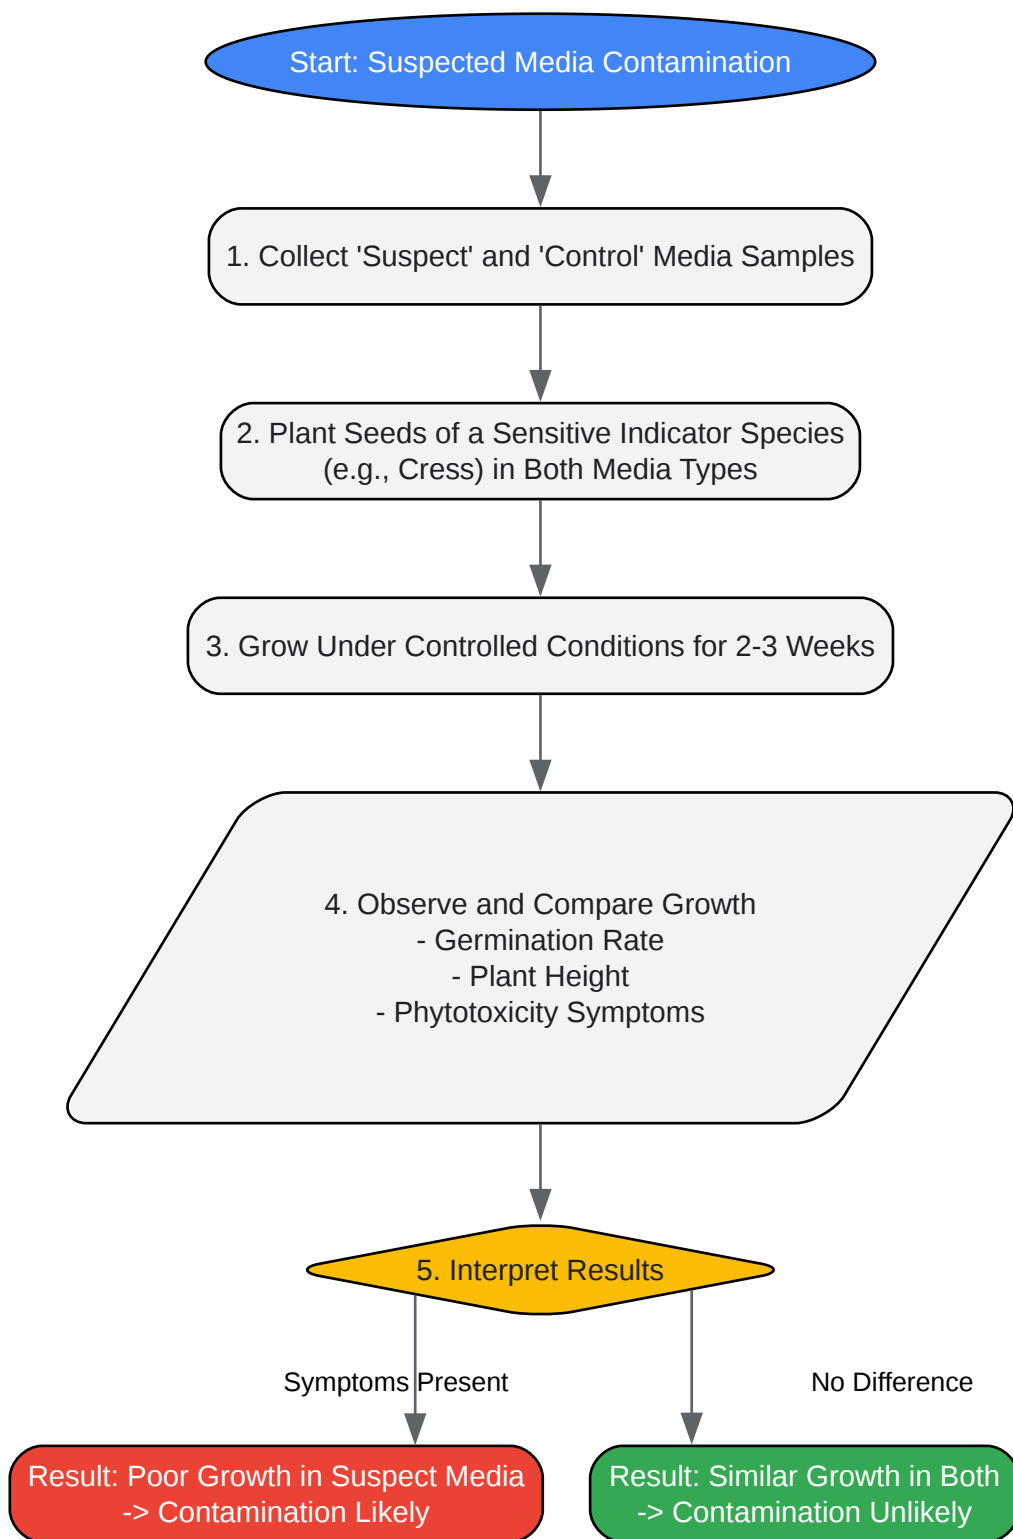 Start: Suspected Media Contamination
1. Collect 'Suspect' and 'Control' Media Samples
2. Plant Seeds of a Sensitive Indicator Species
(e.g., Cress) in Both Media Types
3. Grow Under Controlled Conditions for 2-3 Weeks
4. Observe and Compare Growth
- Germination Rate
- Plant Height
- Phytotoxicity Symptoms
5. Interpret Results
Symptoms Present
No Difference
Result: Poor Growth in Suspect Media
-> Contamination Likely
Result: Similar Growth in Both
-> Contamination Unlikely